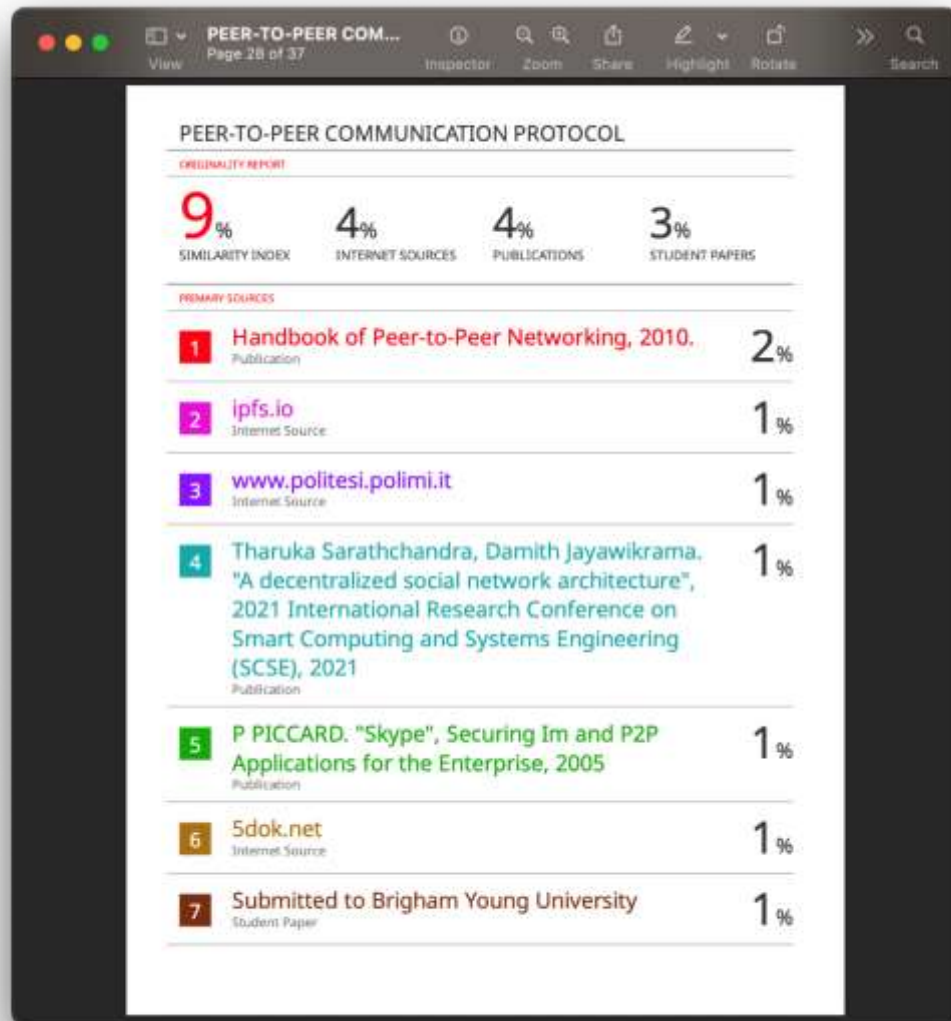 PEER-TO-PEER COM...
Page 28 of 37
View
Inspector
Zoom
Share
Highlight
Rotate
Search
PEER-TO-PEER COMMUNICATION PROTOCOL
ORIGINALITY REPORT
9%
SIMILARITY INDEX
4%
INTERNET SOURCES
4%
PUBLICATIONS
3%
STUDENT PAPERS
PRIMARY SOURCES
1
Handbook of Peer-to-Peer Networking, 2010.
Publication
2%
2
ipfs.io
Internet Source
1%
3
www.politesi.polimi.it
Internet Source
1%
4
Tharuka Sarathchandra, Damith Jayawikrama.
"A decentralized social network architecture",
2021 International Research Conference on
Smart Computing and Systems Engineering
(SCSE), 2021
Publication
1%
5
P PICCARD. "Skype", Securing Im and P2P
Applications for the Enterprise, 2005
Publication
1%
6
5dok.net
Internet Source
1%
7
Submitted to Brigham Young University
Student Paper
1%